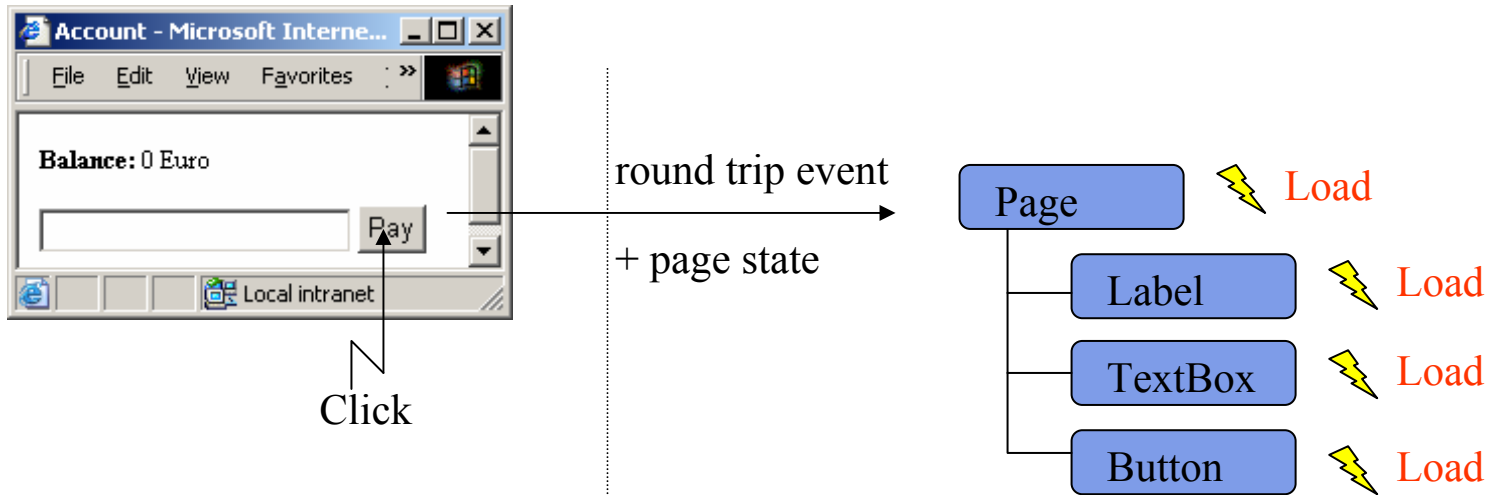 Account - Microsoft Interne...
File Edit View Favorites »
Balance: 0 Euro
Pay
Local intranet
Click
round trip event
+ page state
Page
Load
Label
Load
TextBox
Load
Button
Load